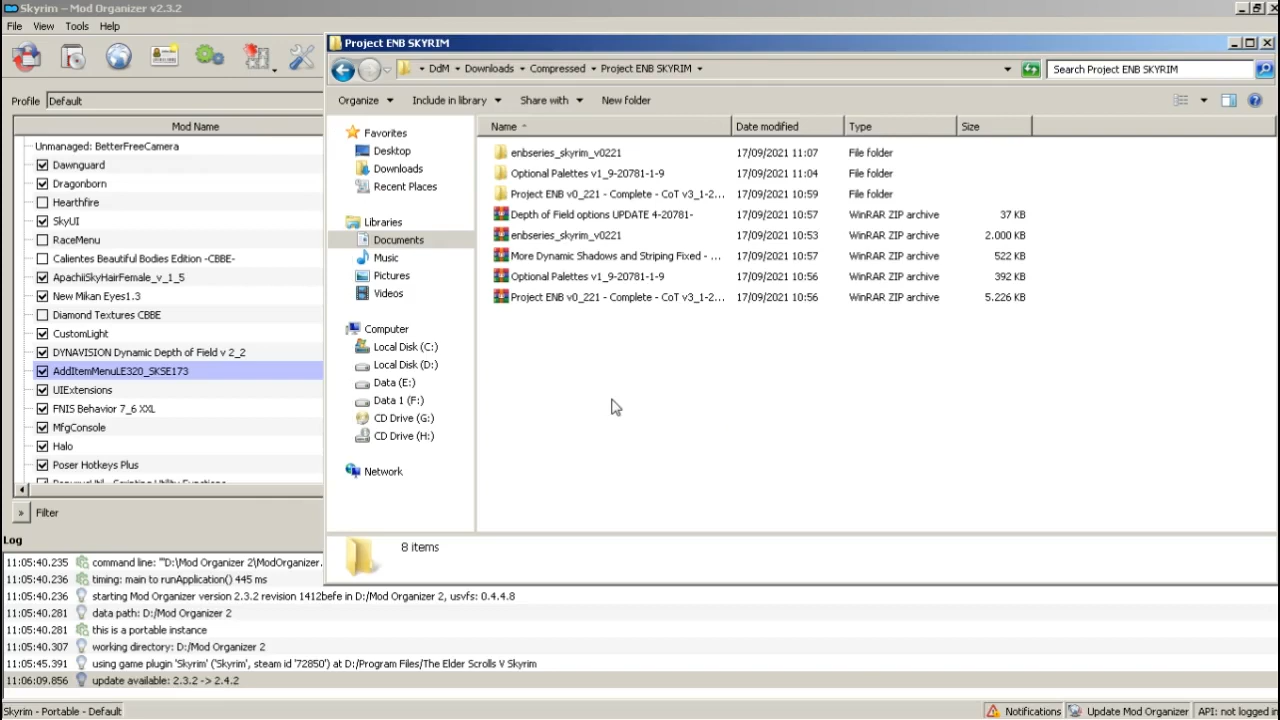 Skyrim – Mod Organizer v2.3.2
File View Tools Help
Profile Default
Mod Name
Unmanaged: BetterFreeCamera
Dawnguard
Dragonborn
Hearthfire
SkyUI
RaceMenu
Calientes Beautiful Bodies Edition -CBBE-
ApachiiSkyHairFemale_v_1_5
New Mikan Eyes1.3
Diamond Textures CBBE
CustomLight
DYNAVISION Dynamic Depth of Field v 2_2
AddItemMenuLE320_SKSE173
UIExtensions
FNIS Behavior 7_6 XXL
MfgConsole
Halo
Poser Hotkeys Plus
» Filter
Project ENB SKYRIM
DdM Downloads Compressed Project ENB SKYRIM
Search Project ENB SKYRIM
Organize Include in library Share with New folder
Favorites
Desktop
Downloads
Recent Places
Libraries
Documents
Music
Pictures
Videos
Computer
Local Disk (C:)
Local Disk (D:)
Data (E:)
Data 1 (F:)
CD Drive (G:)
CD Drive (H:)
Network
Name Date modified Type Size
enbseries_skyrim_v0221 17/09/2021 11:07 File folder
Optional Palettes v1_9-20781-1-9 17/09/2021 11:04 File folder
Project ENB v0_221 - Complete - CoT v3_1-2... 17/09/2021 10:59 File folder
Depth of Field options UPDATE 4-20781- 17/09/2021 10:57 WinRAR ZIP archive 37 KB
enbseries_skyrim_v0221 17/09/2021 10:53 WinRAR ZIP archive 2.000 KB
More Dynamic Shadows and Striping Fixed - ... 17/09/2021 10:57 WinRAR ZIP archive 522 KB
Optional Palettes v1_9-20781-1-9 17/09/2021 10:56 WinRAR ZIP archive 392 KB
Project ENB v0_221 - Complete - CoT v3_1-2... 17/09/2021 10:56 WinRAR ZIP archive 5.226 KB
8 items
Log
11:05:40.235 command line: '"D:\Mod Organizer 2\ModOrganizer.
11:05:40.236 timing: main to runApplication() 445 ms
11:05:40.236 starting Mod Organizer version 2.3.2 revision 1412befe in D:/Mod Organizer 2, usvfs: 0.4.4.8
11:05:40.281 data path: D:/Mod Organizer 2
11:05:40.281 this is a portable instance
11:05:40.307 working directory: D:/Mod Organizer 2
11:05:45.391 using game plugin 'Skyrim' ('Skyrim', steam id '72850') at D:/Program Files/The Elder Scrolls V Skyrim
11:06:09.856 update available: 2.3.2 -> 2.4.2
Skyrim - Portable - Default
Notifications Update Mod Organizer API: not logged in